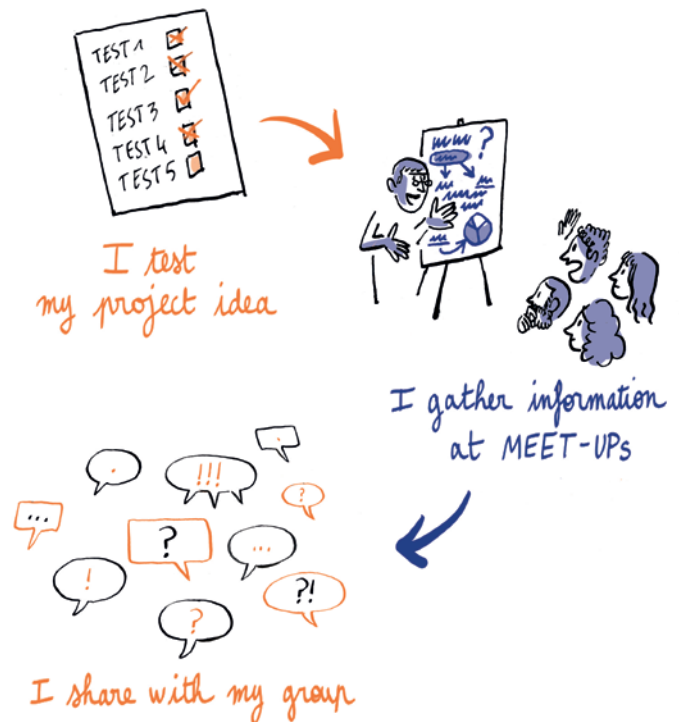 TEST 1
TEST 2
TEST 3
TEST 4
TEST 5
I test
my project idea
?
I gather information
at MEET-UPs
.
.
!!!
?
...
?
...
!
?!
?
I share with my group